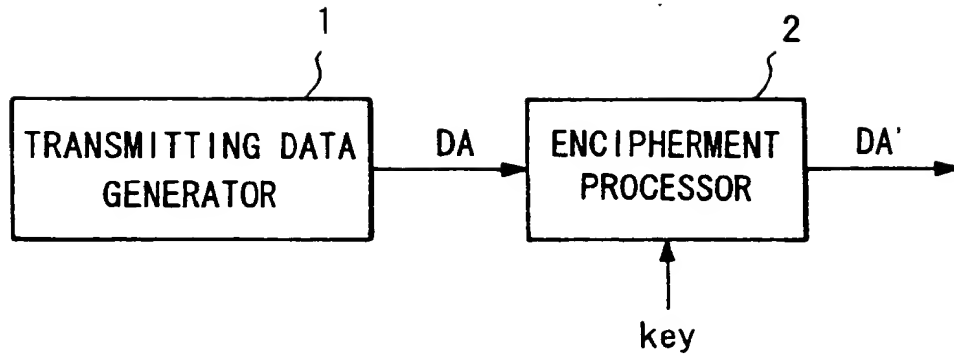 1
2
TRANSMITTING DATA
GENERATOR
DA
ENCIPHERMENT
PROCESSOR
DA'
key